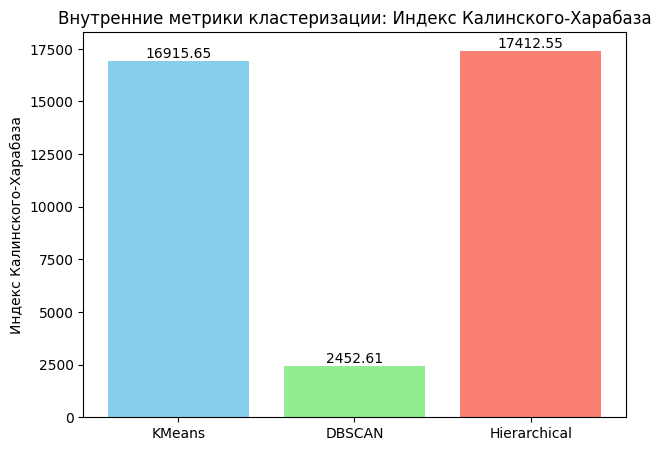 Внутренние метрики кластеризации: Индекс Калинского-Харабаза
Индекс Калинского-Харабаза
17500
15000
12500
10000
7500
5000
2500
0
16915.65
2452.61
17412.55
KMeans
DBSCAN
Hierarchical